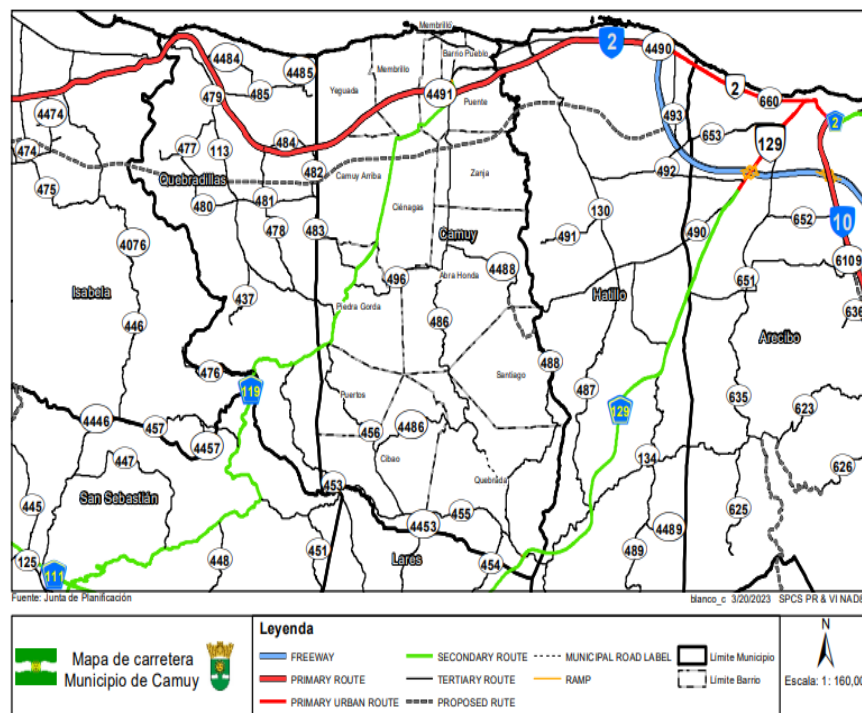 Membrillo
4484
4485
Barrio Pueblo
2
4490
Yeguada
Membrillo
479
485
4491
Puente
2
660
4474
493
2
484
653
129
474
477
113
482
492
Quebradillas
Camuy Arriba
Zanja
475
480
481
Ciénagas
130
478
483
Camuy
491
490
652
10
4076
496
Abra Honda
4488
6109
Isabela
437
Piedra Gorda
Hatillo
651
636
446
486
Arecibo
476
488
119
Puertos
Santiago
487
635
129
623
4446
457
456
4486
4457
447
Cibao
134
626
San Sebastián
453
Quebrada
445
4453
455
625
4489
125
448
451
489
111
Lares
454
Fuente: Junta de Planificación
blanco_c 3/20/2023 SPCS PR & VI NAD8
Mapa de carretera
Municipio de Camuy
Leyenda
FREEWAY
PRIMARY ROUTE
PRIMARY URBAN ROUTE
SECONDARY ROUTE
TERTIARY ROUTE
PROPOSED RUTE
MUNICIPAL ROAD LABEL
RAMP
Límite Municipio
Límite Barrio
N
Escala: 1: 160,00